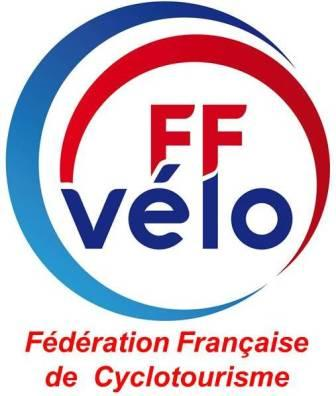 FF
vélo
Fédération Française
de Cyclotourisme